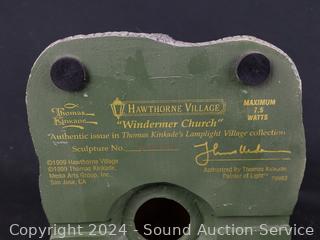 Thomas Kinkade
HAWTHORNE VILLAGE
MAXIMUM
7.5
WATTS
"Windermer Church"
"Authentic issue in Thomas Kinkade's Lamplight Village collection
Sculpture No.
©1999 Hawthorne Village
©1999 Thomas Kinkade,
Media Arts Group, Inc.
San Jose, CA
Authorized by Thomas Kinkade
Painter of Light™
Copyright 2024 - Sound Auction Service